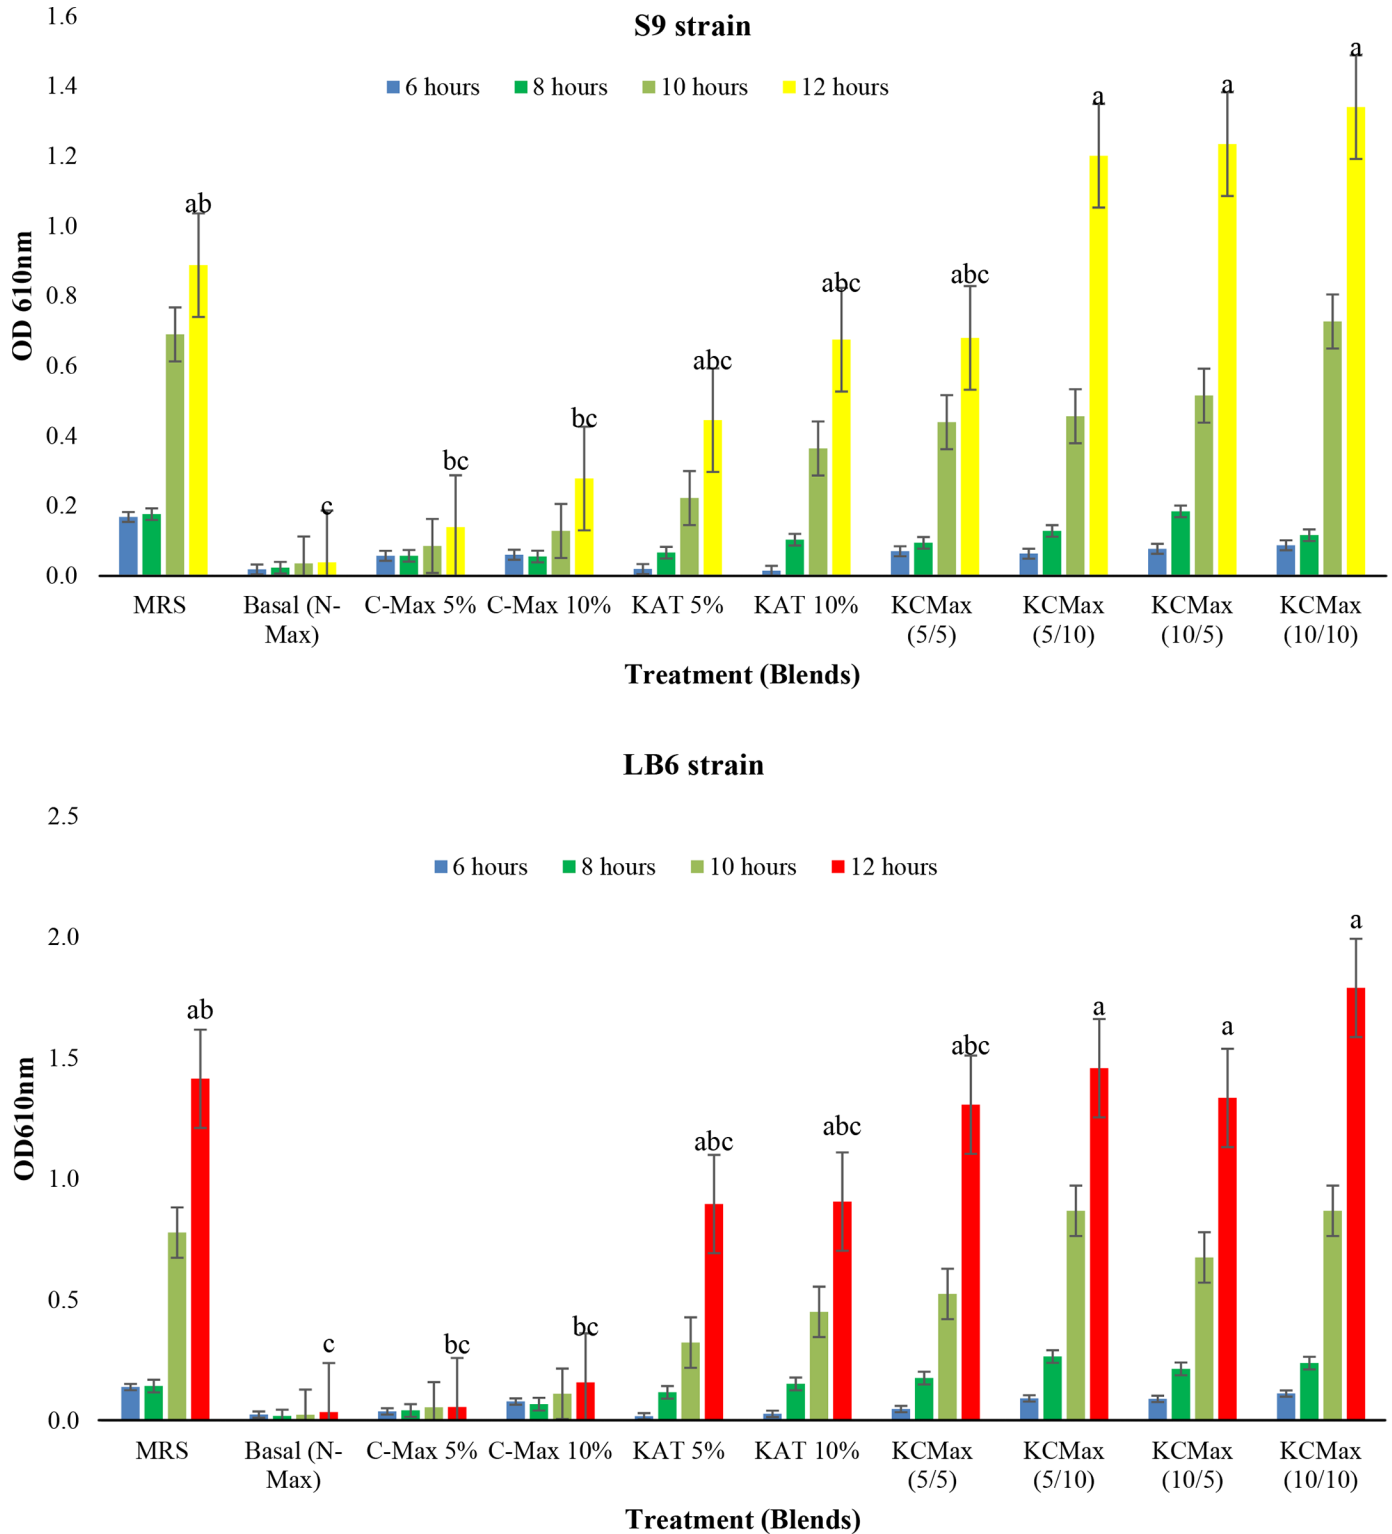 S9 strain
6 hours 8 hours 10 hours 12 hours
OD 610nm
1.6
1.4
1.2
1.0
0.8
0.6
0.4
0.2
0.0
ab
c
bc
bc
abc
abc
abc
a
a
a
MRS
Basal (N-
Max)
C-Max 5%
C-Max 10%
KAT 5%
KAT 10%
KCMax
(5/5)
KCMax
(5/10)
KCMax
(10/5)
KCMax
(10/10)
Treatment (Blends)
LB6 strain
6 hours 8 hours 10 hours 12 hours
OD610nm
2.5
2.0
1.5
1.0
0.5
0.0
ab
c
bc
bc
abc
abc
abc
a
a
a
MRS
Basal (N-
Max)
C-Max 5%
C-Max 10%
KAT 5%
KAT 10%
KCMax
(5/5)
KCMax
(5/10)
KCMax
(10/5)
KCMax
(10/10)
Treatment (Blends)